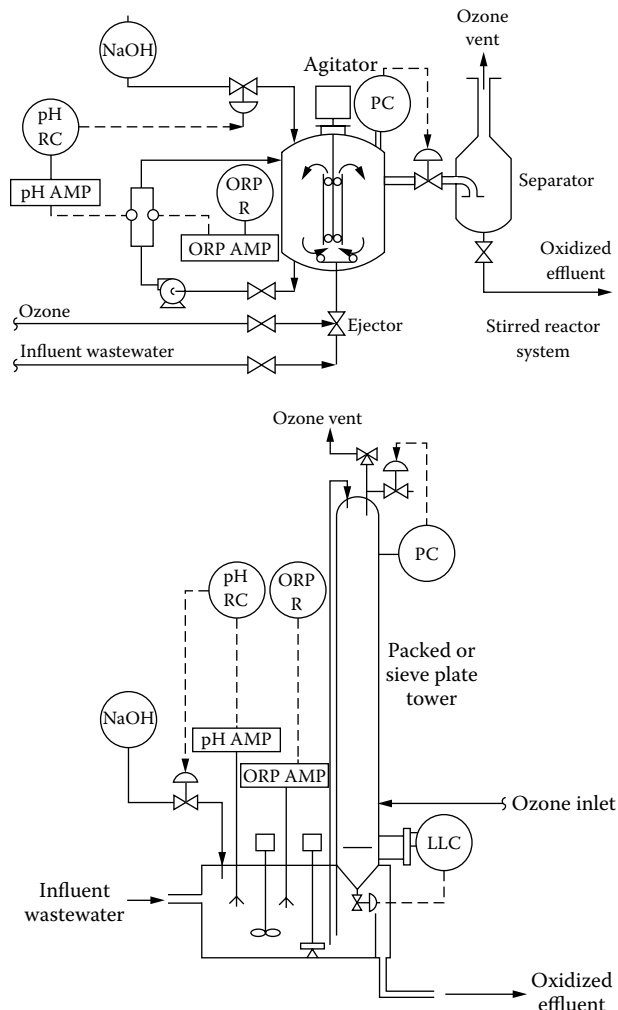 Ozone
vent
NaOH
Agitator
PC
pH
RC
ORP
R
pH AMP
ORP AMP
Separator
Oxidized
effluent
Ozone
Ejector
Stirred reactor
system
Influent wastewater
Ozone vent
PC
pH
RC
ORP
R
Packed or
sieve plate
tower
NaOH
pH AMP
ORP AMP
Ozone inlet
LLC
Influent
wastewater
Oxidized
effluent